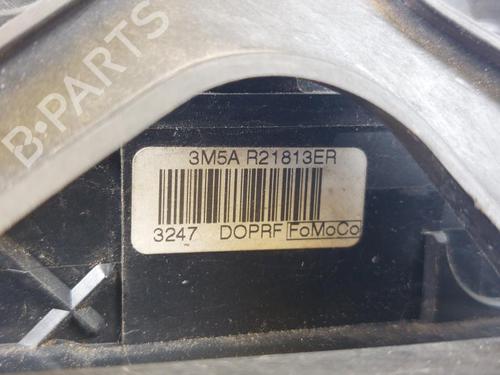 B-PARTS
3M5A R21813ER
3247 DOPRF FoMoCo